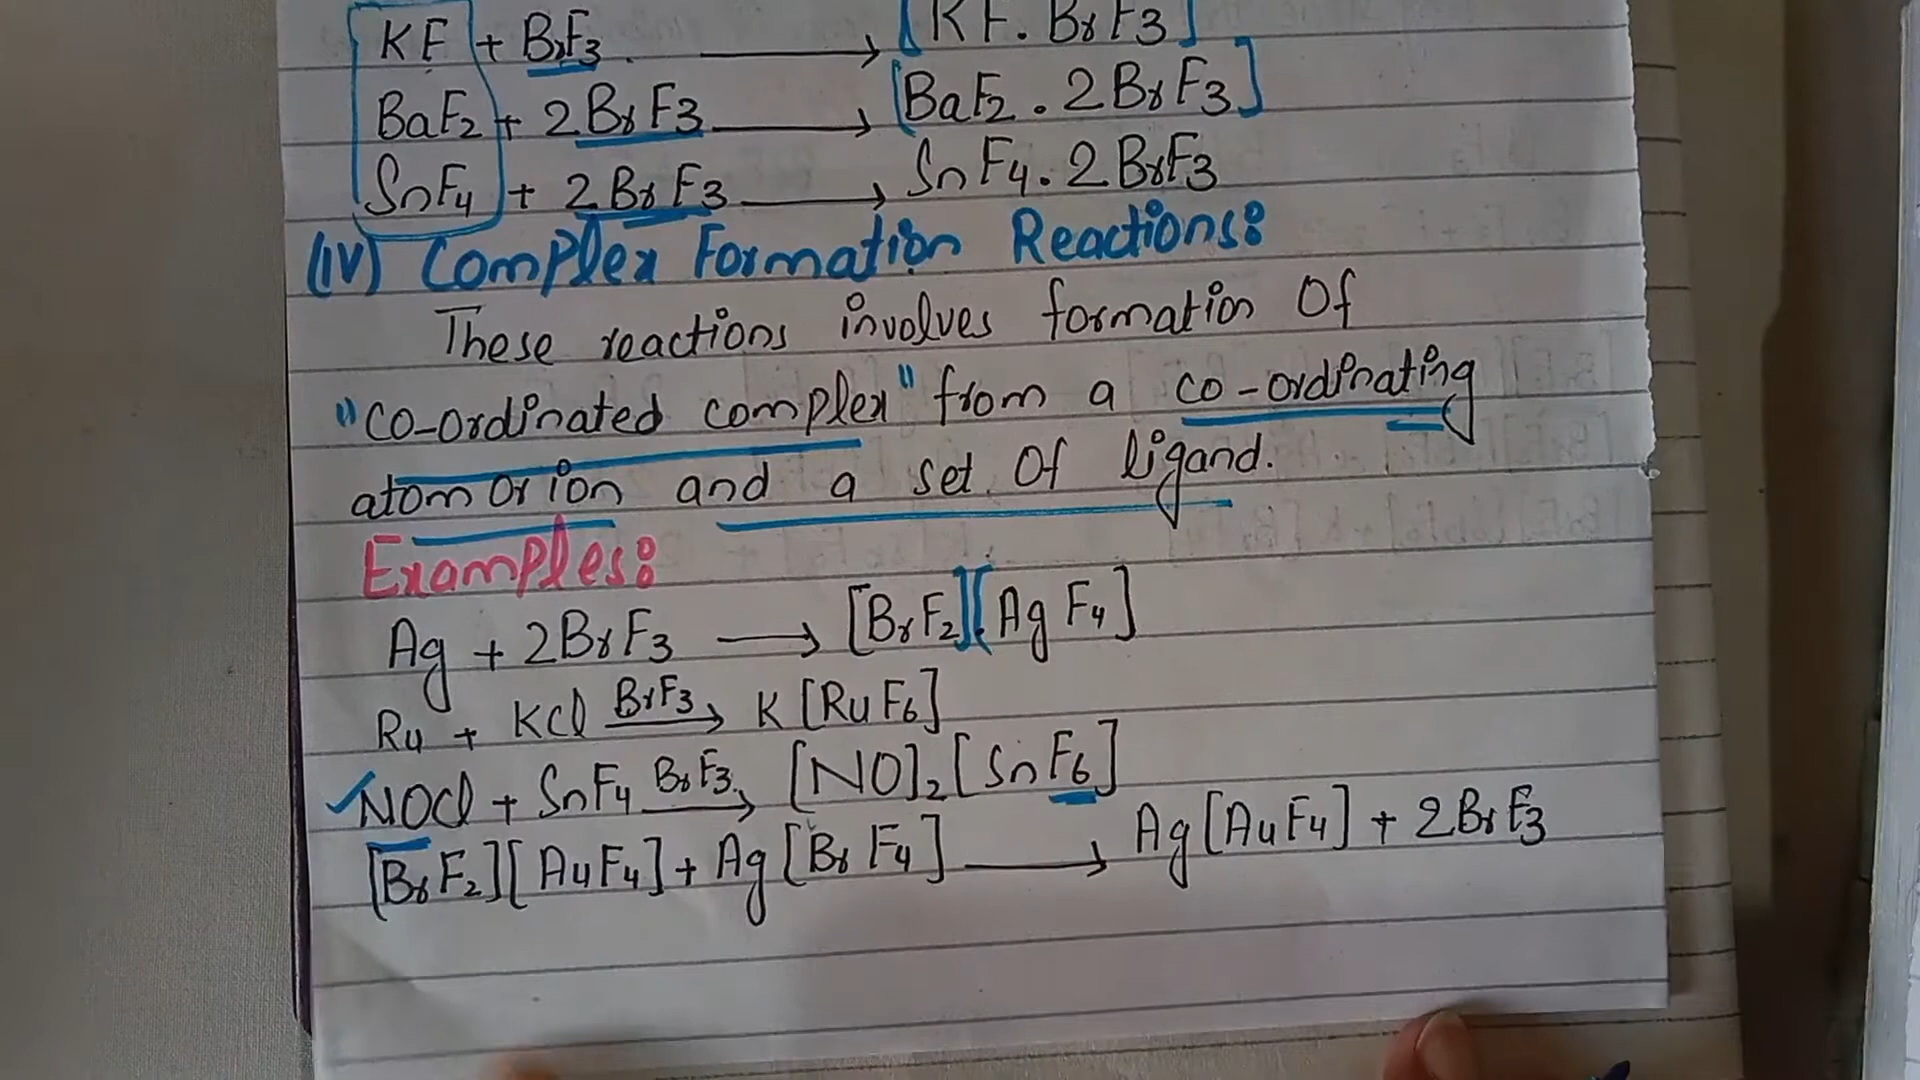 KF + BrF3 ⟶ [KF. BrF3]
BaF2 + 2BrF3 ⟶ [BaF2 . 2BrF3]
SnF4 + 2BrF3 ⟶ SnF4. 2BrF3
(iv) Complex Formation Reactions:
These reactions involves formation Of
"co-ordinated complex" from a co-ordinating
atom or ion and a set Of ligand.
Examples:
Ag + 2BrF3 ⟶ [BrF2][AgF4]
Ru + KCl BrF3⟶ K[RuF6]
✓NOCl + SnF4 BrF3⟶ [NO]2[SnF6]
[BrF2][AuF4] + Ag[BrF4] ⟶ Ag[AuF4] + 2BrF3